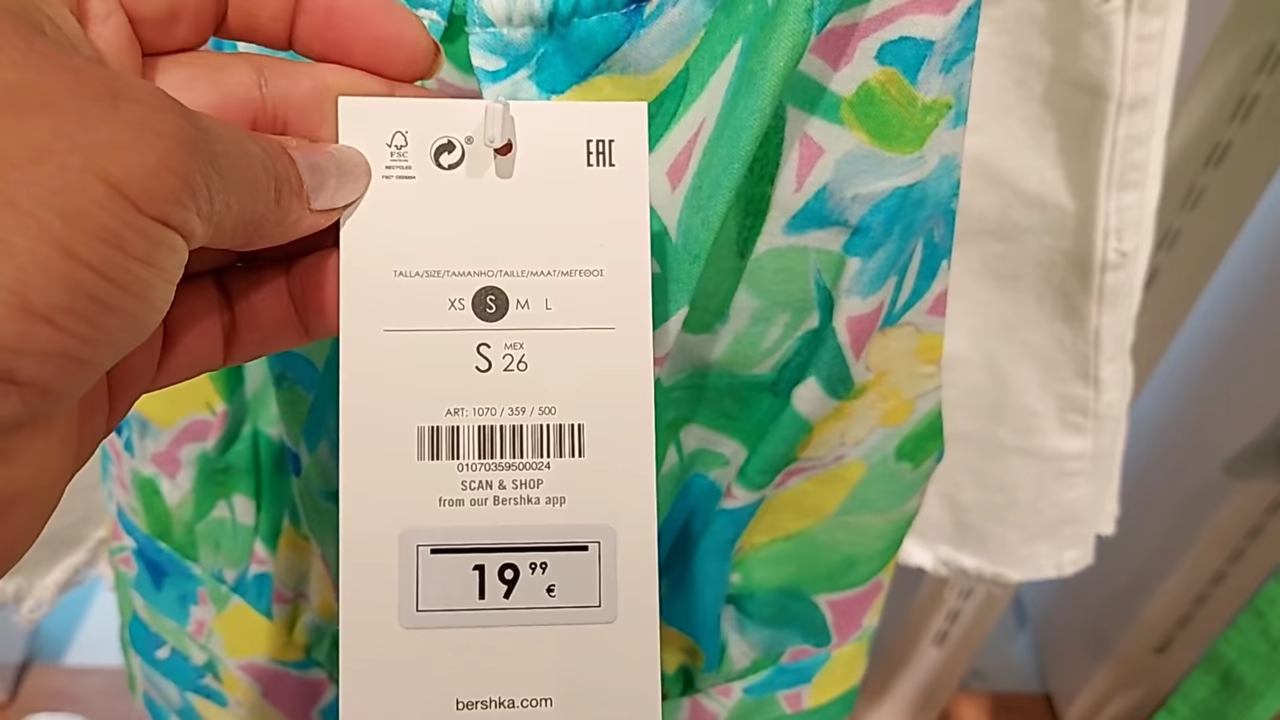 FSC
RECYCLED
®
EAC
TALLA/SIZE/TAMANHO/TAILLE/MAAT/ΜΕΓΕΘΟΣ
XS S M L
S MEX 26
ART: 1070 / 359 / 500
01070359500024
SCAN & SHOP
from our Bershka app
19 99 €
bershka.com